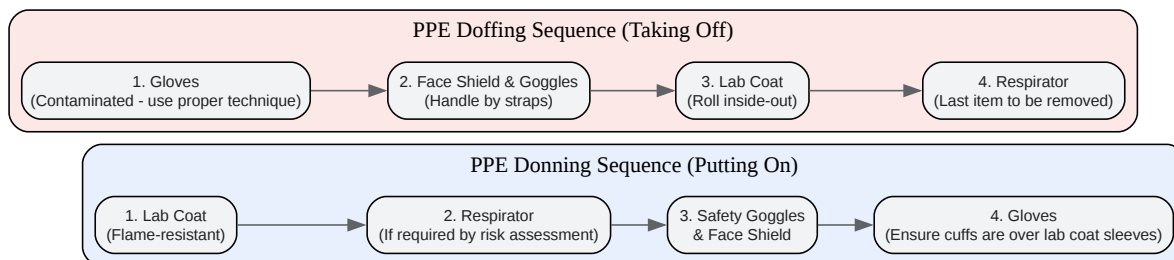 PPE Doffing Sequence (Taking Off)
1. Gloves
(Contaminated - use proper technique)
2. Face Shield & Goggles
(Handle by straps)
3. Lab Coat
(Roll inside-out)
4. Respirator
(Last item to be removed)
PPE Donning Sequence (Putting On)
1. Lab Coat
(Flame-resistant)
2. Respirator
(If required by risk assessment)
3. Safety Goggles
& Face Shield
4. Gloves
(Ensure cuffs are over lab coat sleeves)